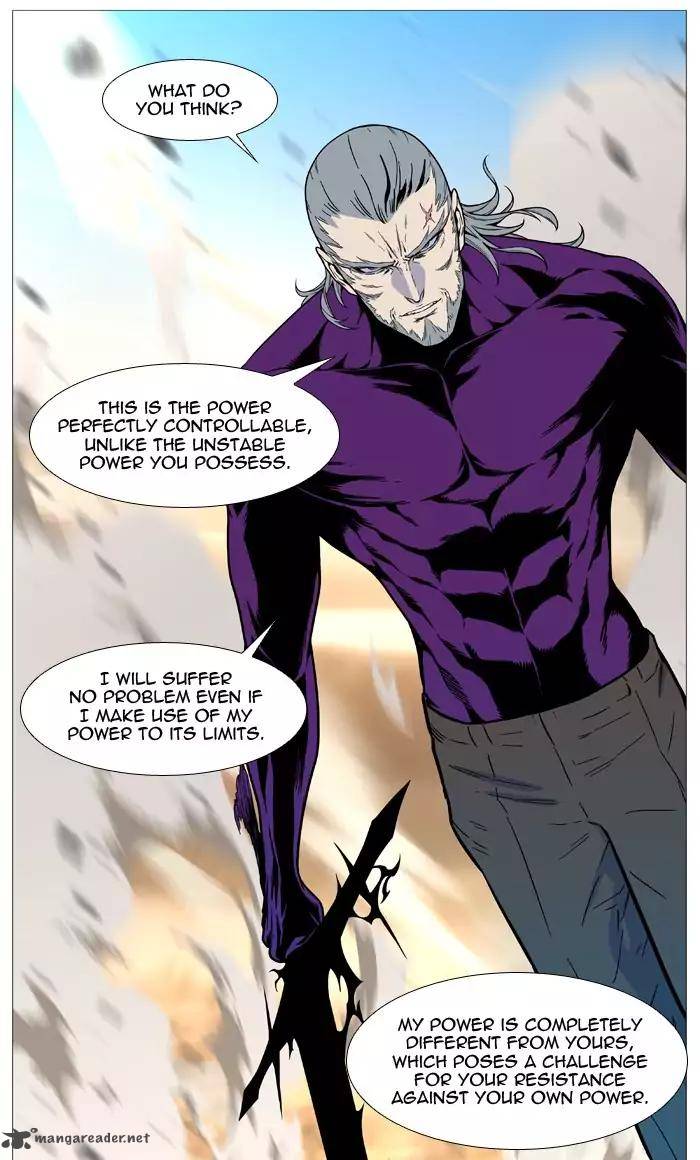 WHAT DO
YOU THINK?
THIS IS THE POWER
PERFECTLY CONTROLLABLE,
UNLIKE THE UNSTABLE
POWER YOU POSSESS.
I WILL SUFFER
NO PROBLEM EVEN IF
I MAKE USE OF MY
POWER TO ITS LIMITS.
MY POWER IS COMPLETELY
DIFFERENT FROM YOURS,
WHICH POSES A CHALLENGE
FOR YOUR RESISTANCE
AGAINST YOUR OWN POWER.
mangareader.net